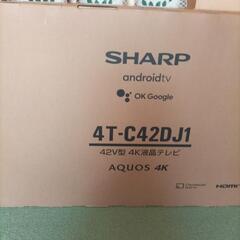 SHARP
androidtv
OK Google
4T-C42DJ1
42V型 4K液晶テレビ
AQUOS 4K
HDMI